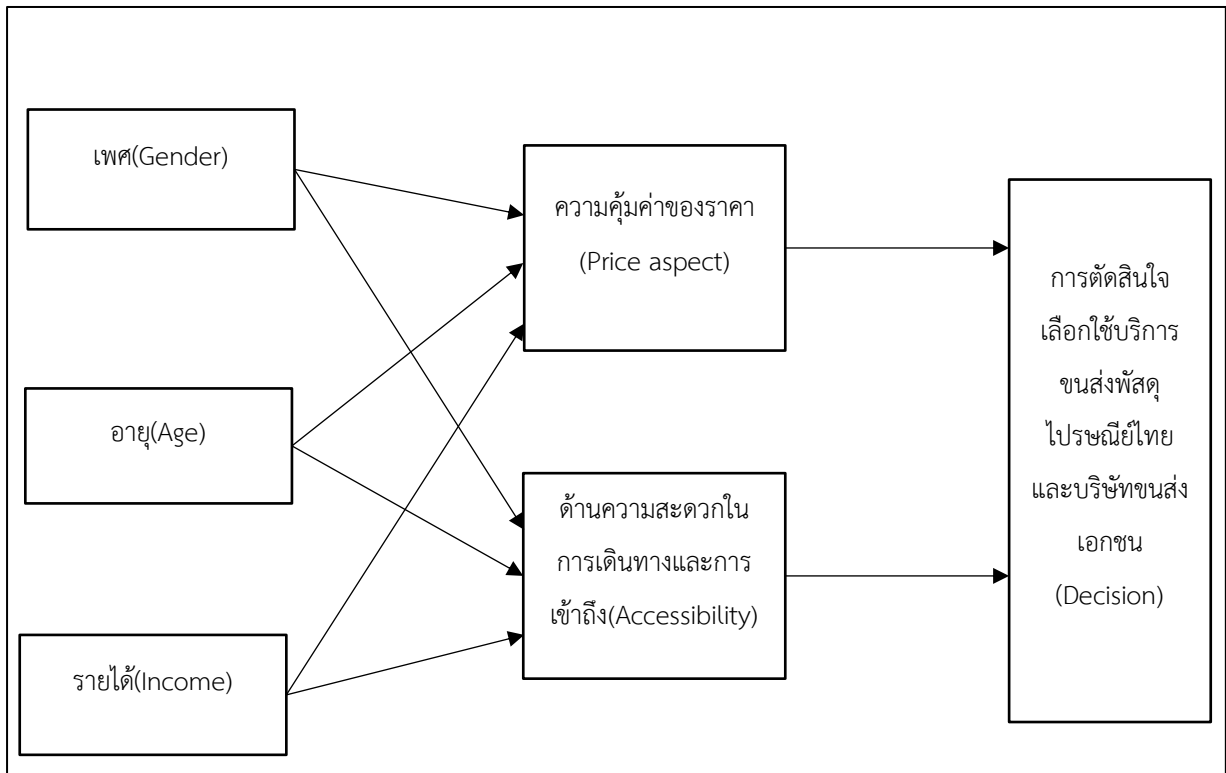 เพศ(Gender)
อายุ(Age)
รายได้(Income)
ความคุ้มค่าของราคา
(Price aspect)
ด้านความสะดวกใน
การเดินทางและการ
เข้าถึง(Accessibility)
การตัดสินใจ
เลือกใช้บริการ
ขนส่งพัสดุ
ไปรษณีย์ไทย
และบริษัทขนส่ง
เอกชน
(Decision)